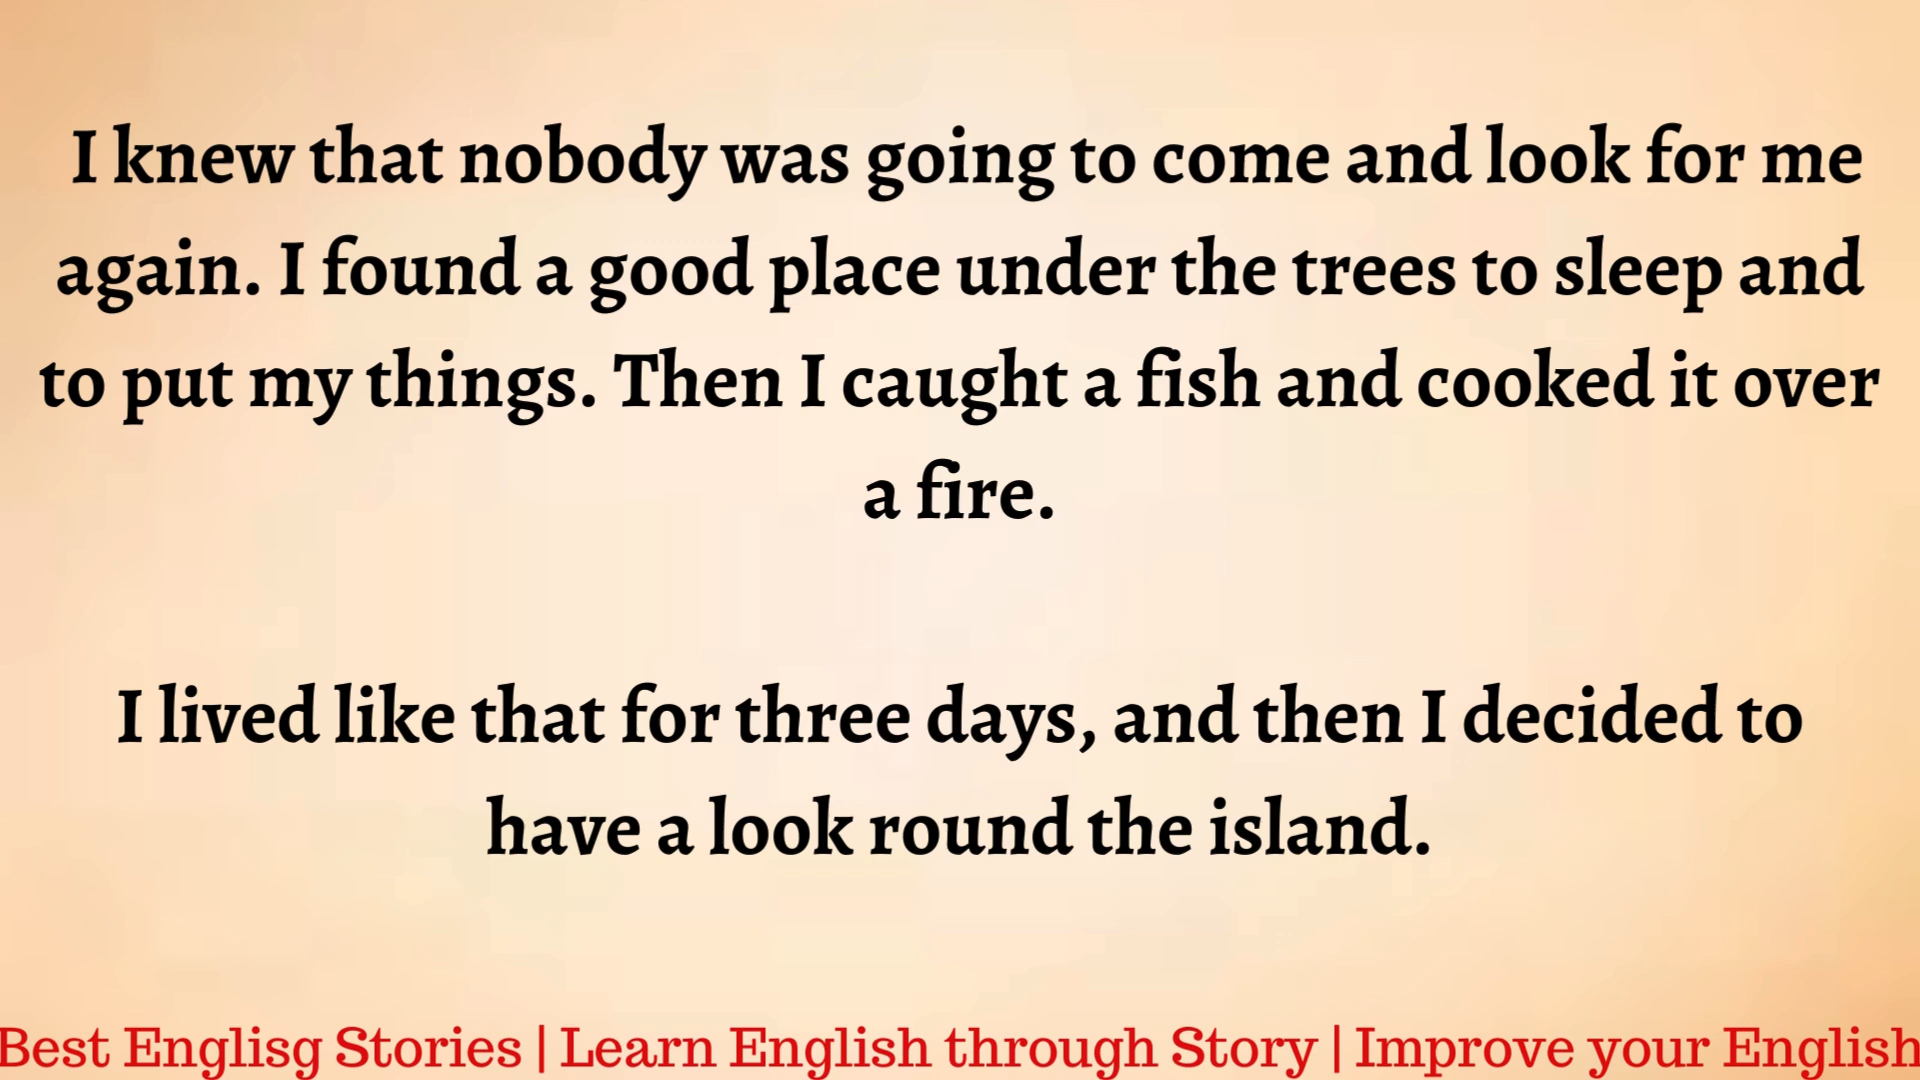 I knew that nobody was going to come and look for me
again. I found a good place under the trees to sleep and
to put my things. Then I caught a fish and cooked it over
a fire.
I lived like that for three days, and then I decided to
have a look round the island.
Best Englisg Stories | Learn English through Story | Improve your English